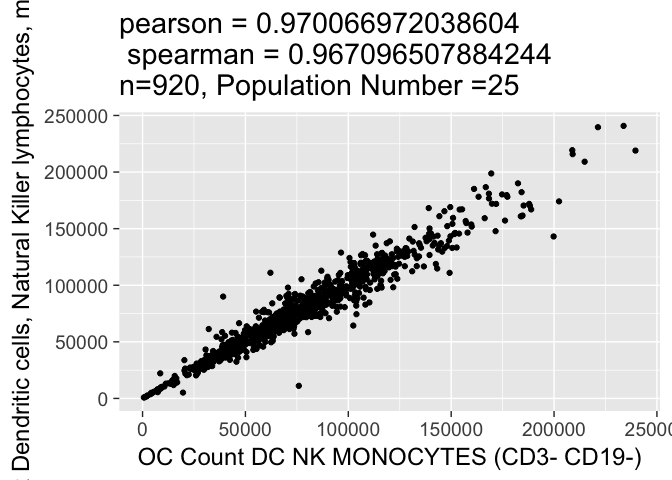 pearson = 0.970066972038604
spearman = 0.967096507884244
n=920, Population Number =25
Dendritic cells, Natural Killer lymphocytes, m
250000
200000
150000
100000
50000
0
0 50000 100000 150000 200000 25000
OC Count DC NK MONOCYTES (CD3- CD19-)